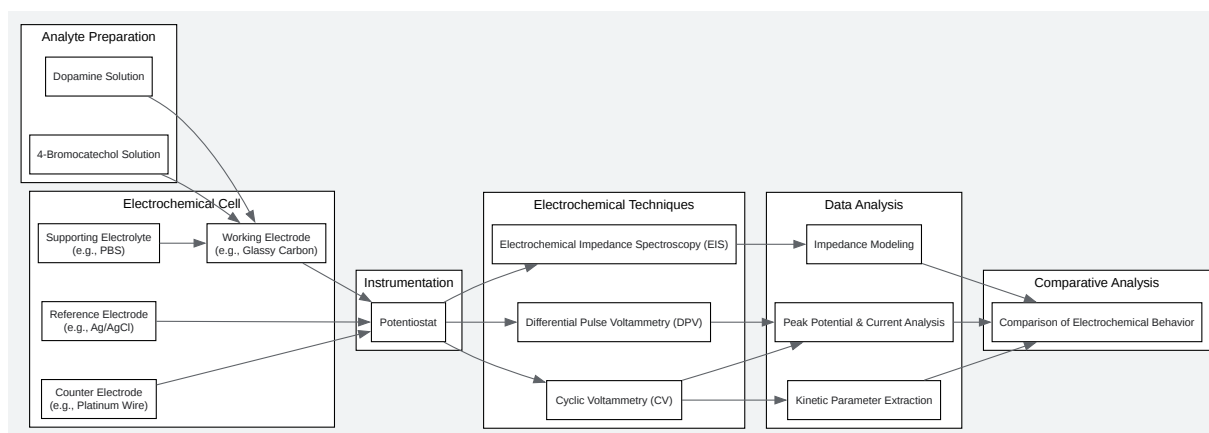 Analyte Preparation
Dopamine Solution
4-Bromocatechol Solution
Electrochemical Cell
Supporting Electrolyte
(e.g., PBS)
Working Electrode
(e.g., Glassy Carbon)
Reference Electrode
(e.g., Ag/AgCl)
Counter Electrode
(e.g., Platinum Wire)
Instrumentation
Potentiostat
Electrochemical Techniques
Electrochemical Impedance Spectroscopy (EIS)
Differential Pulse Voltammetry (DPV)
Cyclic Voltammetry (CV)
Data Analysis
Impedance Modeling
Peak Potential & Current Analysis
Kinetic Parameter Extraction
Comparative Analysis
Comparison of Electrochemical Behavior